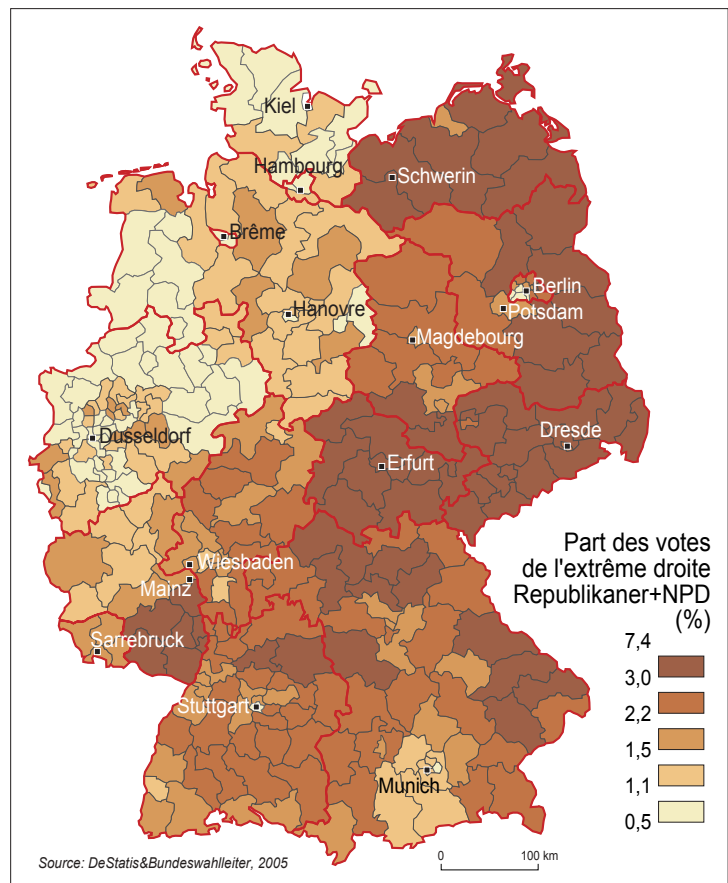 Kiel
Hambourg
Schwerin
Brême
Berlin
Hanovre
Potsdam
Magdebourg
Dusseldorf
Dresde
Erfurt
Wiesbaden
Mainz
Sarrebruck
Stuttgart
Munich
Part des votes
de l'extrême droite
Republikaner+NPD
(%)
7,4
3,0
2,2
1,5
1,1
0,5
Source: DeStatis&Bundeswahlleiter, 2005
0 100 km